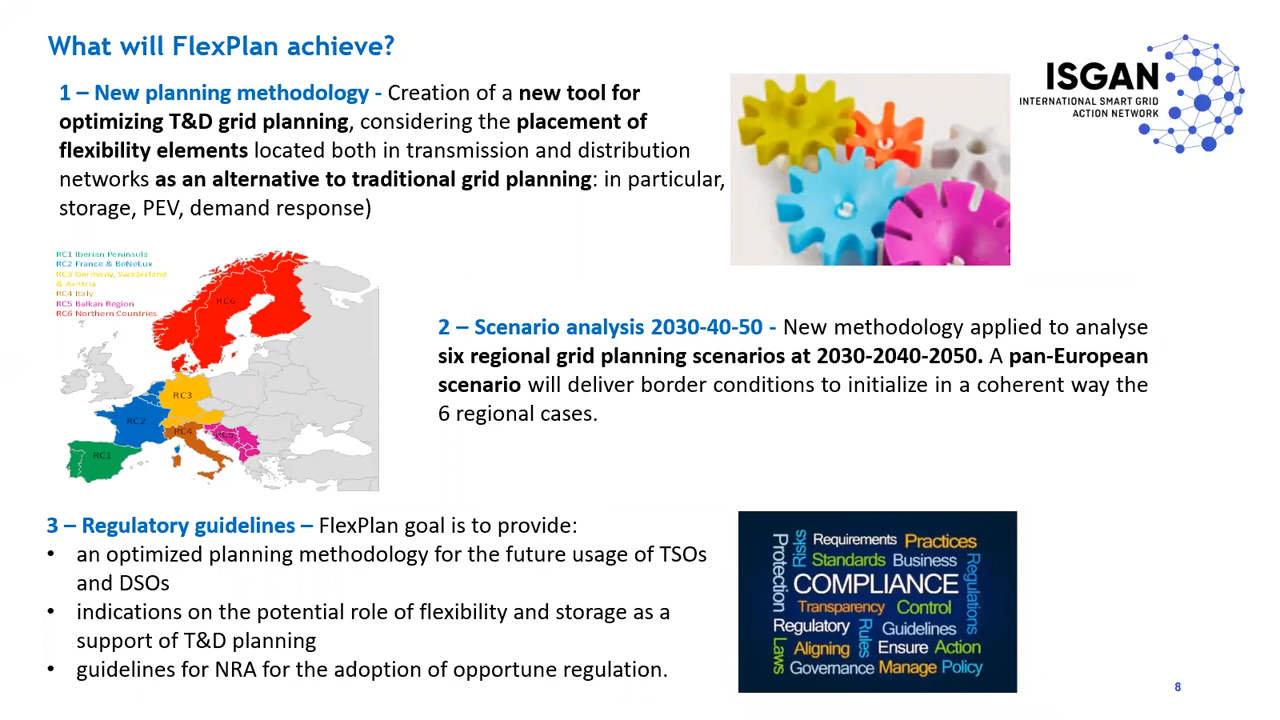 What will FlexPlan achieve?
ISGAN
INTERNATIONAL SMART GRID
ACTION NETWORK
1 – New planning methodology - Creation of a new tool for
optimizing T&D grid planning, considering the placement of
flexibility elements located both in transmission and distribution
networks as an alternative to traditional grid planning: in particular,
storage, PEV, demand response)
RC1 Iberian Peninsula
RC2 France & BeNeLux
RC3 Germany, Switzerland
& Austria
RC4 Italy
RC5 Balkan Region
RC6 Northern Countries
RC6
RC3
RC2
RC4
RC5
RC1
2 – Scenario analysis 2030-40-50 - New methodology applied to analyse
six regional grid planning scenarios at 2030-2040-2050. A pan-European
scenario will deliver border conditions to initialize in a coherent way the
6 regional cases.
3 – Regulatory guidelines – FlexPlan goal is to provide:
• an optimized planning methodology for the future usage of TSOs
and DSOs
• indications on the potential role of flexibility and storage as a
support of T&D planning
• guidelines for NRA for the adoption of opportune regulation.
Protection
Risks
Requirements Practices
Standards Business
COMPLIANCE
Regulations
Transparency Control
Regulatory
Rules
Guidelines
Laws
Aligning
Ensure Action
Governance Manage Policy
8